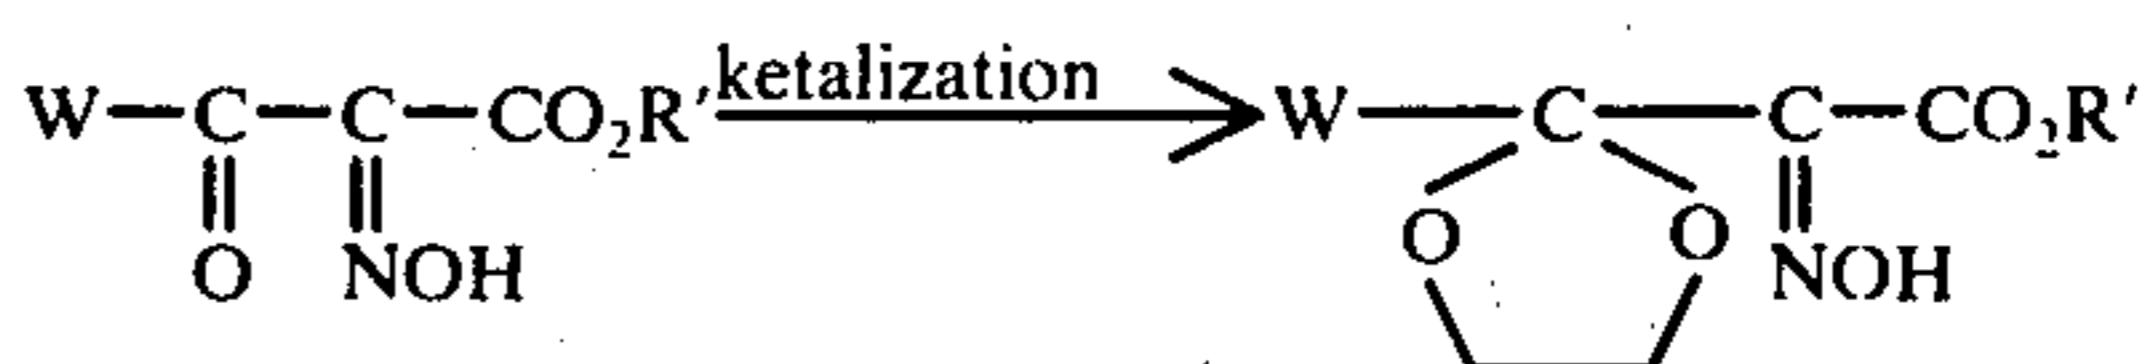 W—C—C—CO₂R′ ketalization W—C—C—CO₂R′
O NOH O O NOH